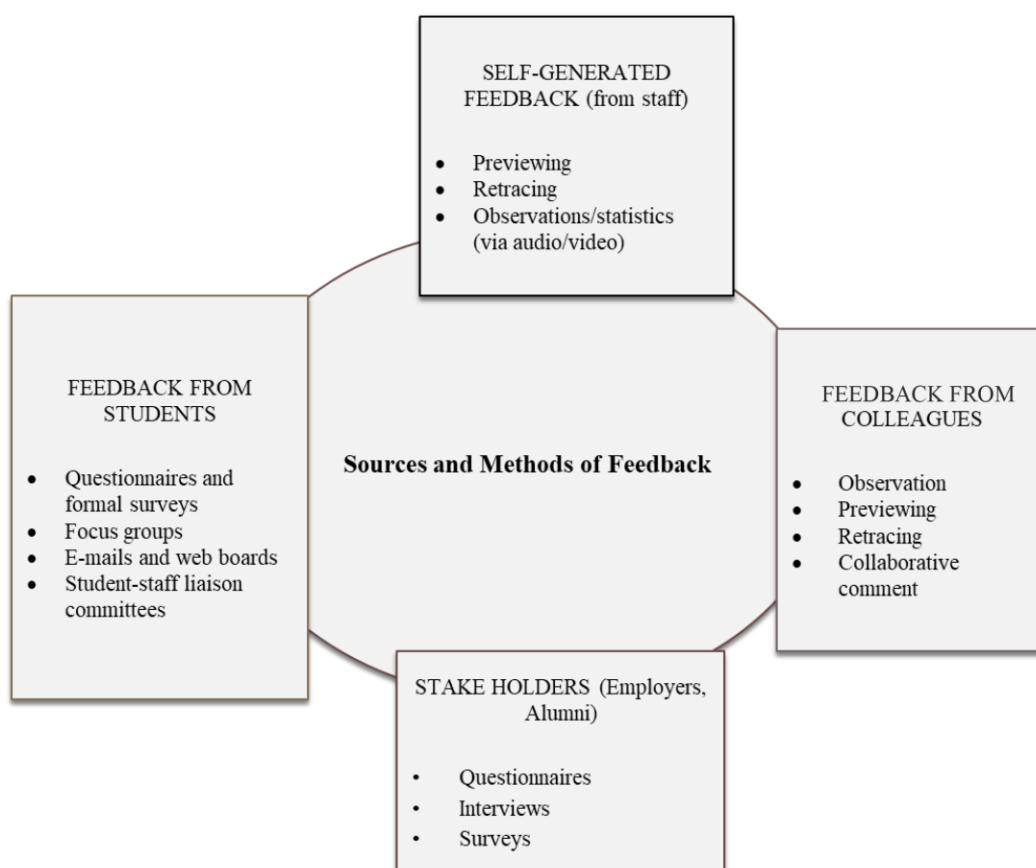 SELF-GENERATED
FEEDBACK (from staff)
• Previewing
• Retracing
• Observations/statistics
(via audio/video)
FEEDBACK FROM
STUDENTS
• Questionnaires and
formal surveys
• Focus groups
• E-mails and web boards
• Student-staff liaison
committees
Sources and Methods of Feedback
FEEDBACK FROM
COLLEAGUES
• Observation
• Previewing
• Retracing
• Collaborative
comment
STAKE HOLDERS (Employers,
Alumni)
• Questionnaires
• Interviews
• Surveys